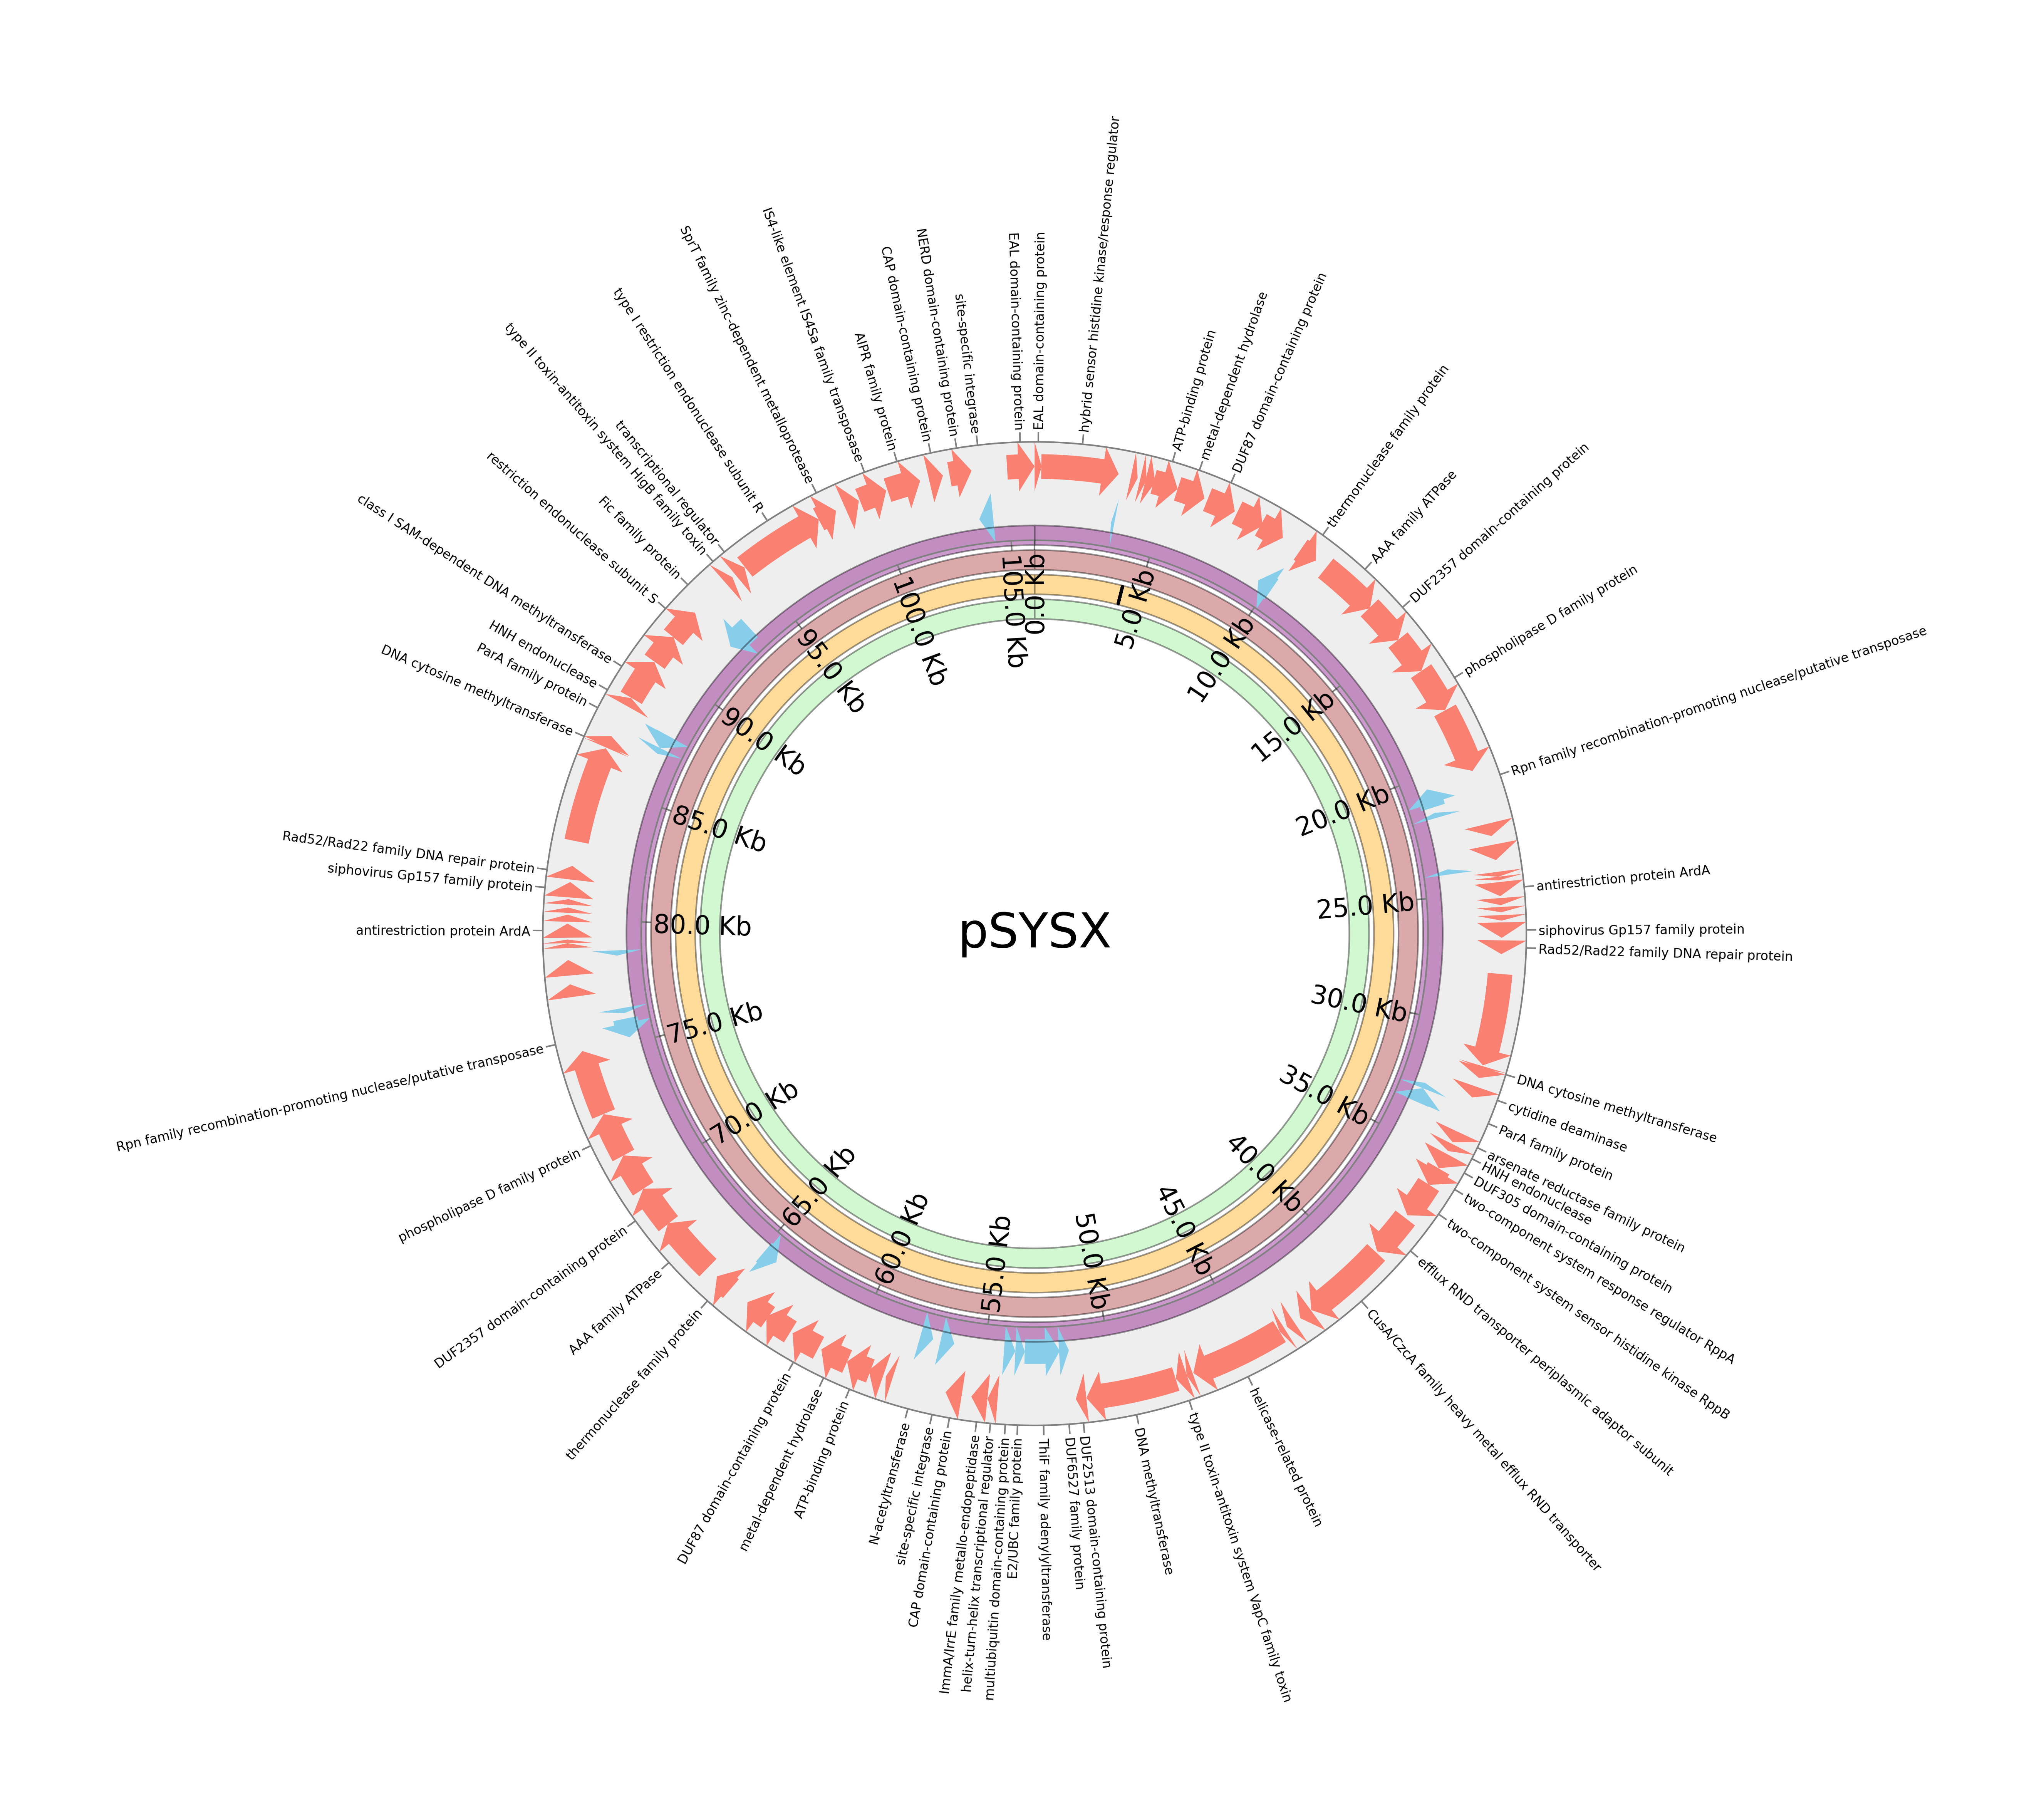 EAL domain-containing protein
hybrid sensor histidine kinase/response regulator
ATP-binding protein
metal-dependent hydrolase
DUF87 domain-containing protein
thermonuclease family protein
AAA family ATPase
DUF2357 domain-containing protein
phospholipase D family protein
Rpn family recombination-promoting nuclease/putative transposase
antirestriction protein ArdA
siphovirus Gp157 family protein
Rad52/Rad22 family DNA repair protein
DNA cytosine methyltransferase
cytidine deaminase
ParA family protein
arsenate reductase family protein
HNH endonuclease
DUF305 domain-containing protein
two-component system response regulator RppA
two-component system sensor histidine kinase RppB
efflux RND transporter periplasmic adaptor subunit
CusA/CzcA family heavy metal efflux RND transporter
helicase-related protein
type II toxin-antitoxin system VapC family toxin
DNA methyltransferase
DUF2513 domain-containing protein
DUF6527 family protein
ThiF family adenylyltransferase
E2/UBC family protein
multiubiquitin domain-containing protein
helix-turn-helix transcriptional regulator
ImmA/IrrE family metallo-endopeptidase
CAP domain-containing protein
site-specific integrase
N-acetyltransferase
ATP-binding protein
metal-dependent hydrolase
DUF87 domain-containing protein
thermonuclease family protein
AAA family ATPase
DUF2357 domain-containing protein
phospholipase D family protein
Rpn family recombination-promoting nuclease/putative transposase
antirestriction protein ArdA
siphovirus Gp157 family protein
Rad52/Rad22 family DNA repair protein
DNA cytosine methyltransferase
ParA family protein
HNH endonuclease
class I SAM-dependent DNA methyltransferase
restriction endonuclease subunit S
Fic family protein
type II toxin-antitoxin system HigB family toxin
transcriptional regulator
type I restriction endonuclease subunit R
SprT family zinc-dependent metalloprotease
IS4-like element IS4Sa family transposase
AIPR family protein
CAP domain-containing protein
NERD domain-containing protein
site-specific integrase
EAL domain-containing protein
0.0 Kb
5.0 Kb
10.0 Kb
15.0 Kb
20.0 Kb
25.0 Kb
30.0 Kb
35.0 Kb
40.0 Kb
45.0 Kb
50.0 Kb
55.0 Kb
60.0 Kb
65.0 Kb
70.0 Kb
75.0 Kb
80.0 Kb
85.0 Kb
90.0 Kb
95.0 Kb
100.0 Kb
105.0 Kb
pSYSX